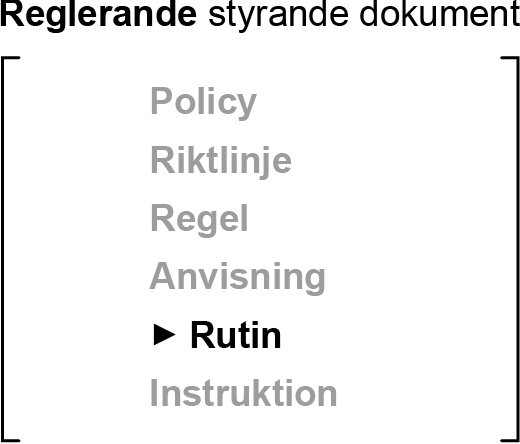 Reglerande styrande dokument
Policy
Riktlinje
Regel
Anvisning
► Rutin
Instruktion